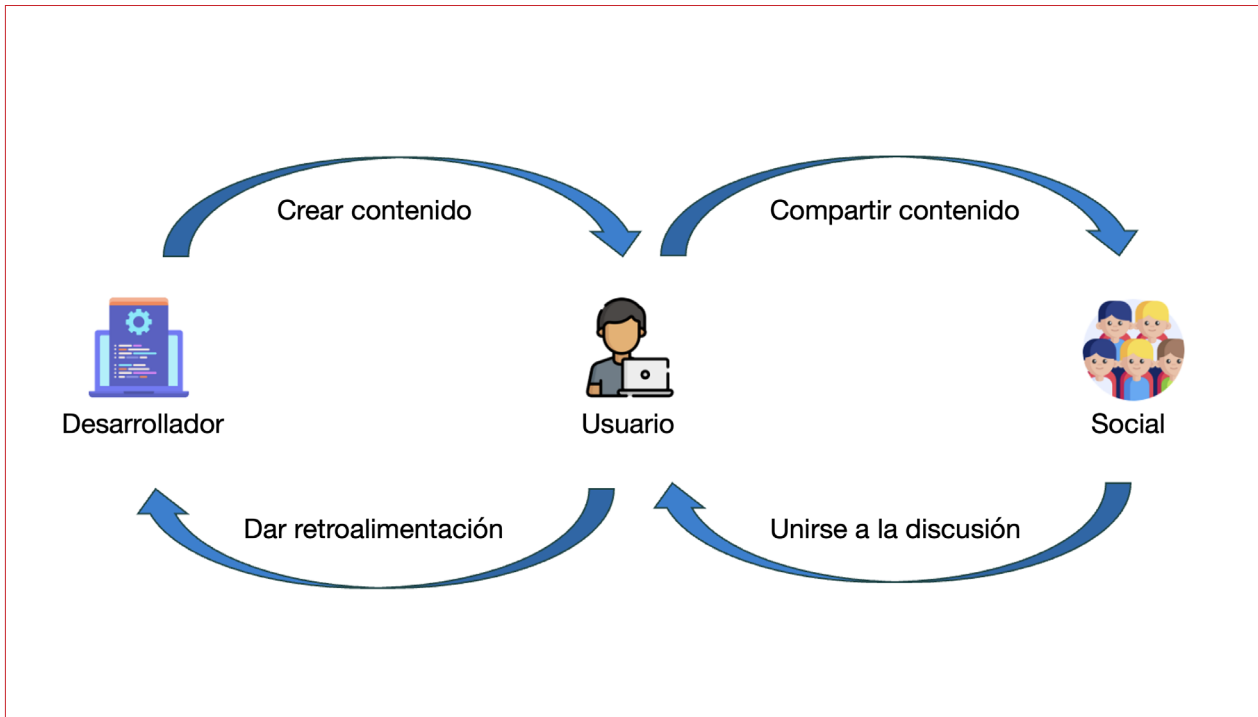 Crear contenido
Compartir contenido
Desarrollador
Usuario
Social
Dar retroalimentación
Unirse a la discusión